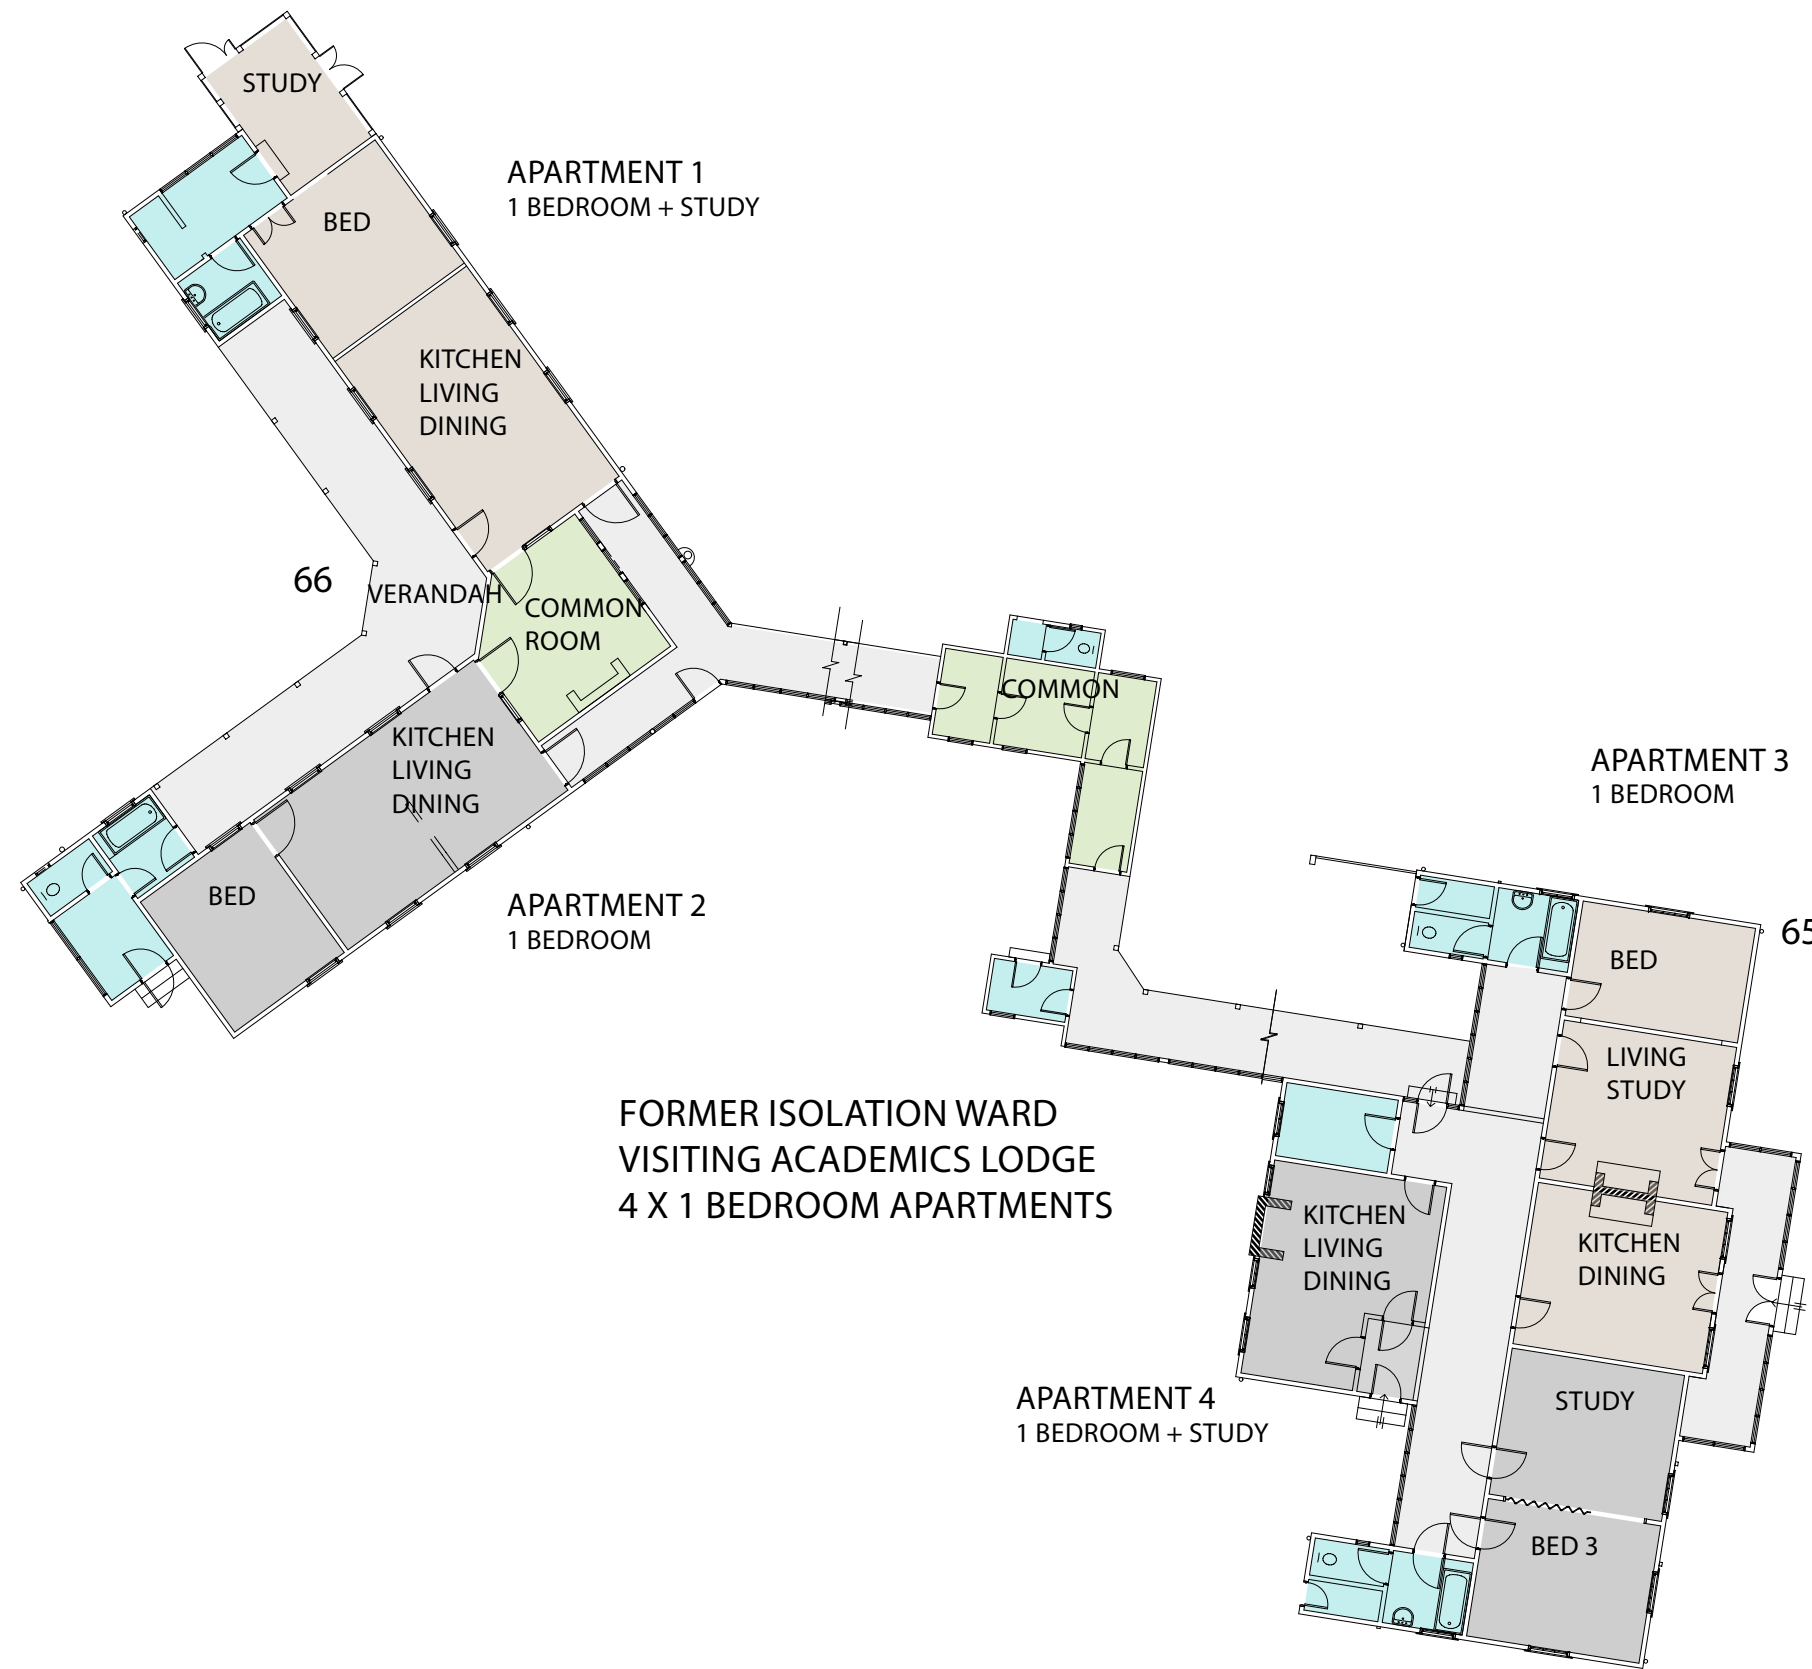 STUDY
APARTMENT 1
1 BEDROOM + STUDY
BED
KITCHEN
LIVING
DINING
66
VERANDAH
COMMON
ROOM
COMMON
KITCHEN
LIVING
DINING
BED
APARTMENT 2
1 BEDROOM
APARTMENT 3
1 BEDROOM
65
BED
LIVING
STUDY
FORMER ISOLATION WARD
VISITING ACADEMICS LODGE
4 X 1 BEDROOM APARTMENTS
KITCHEN
LIVING
DINING
KITCHEN
DINING
APARTMENT 4
1 BEDROOM + STUDY
STUDY
BED 3